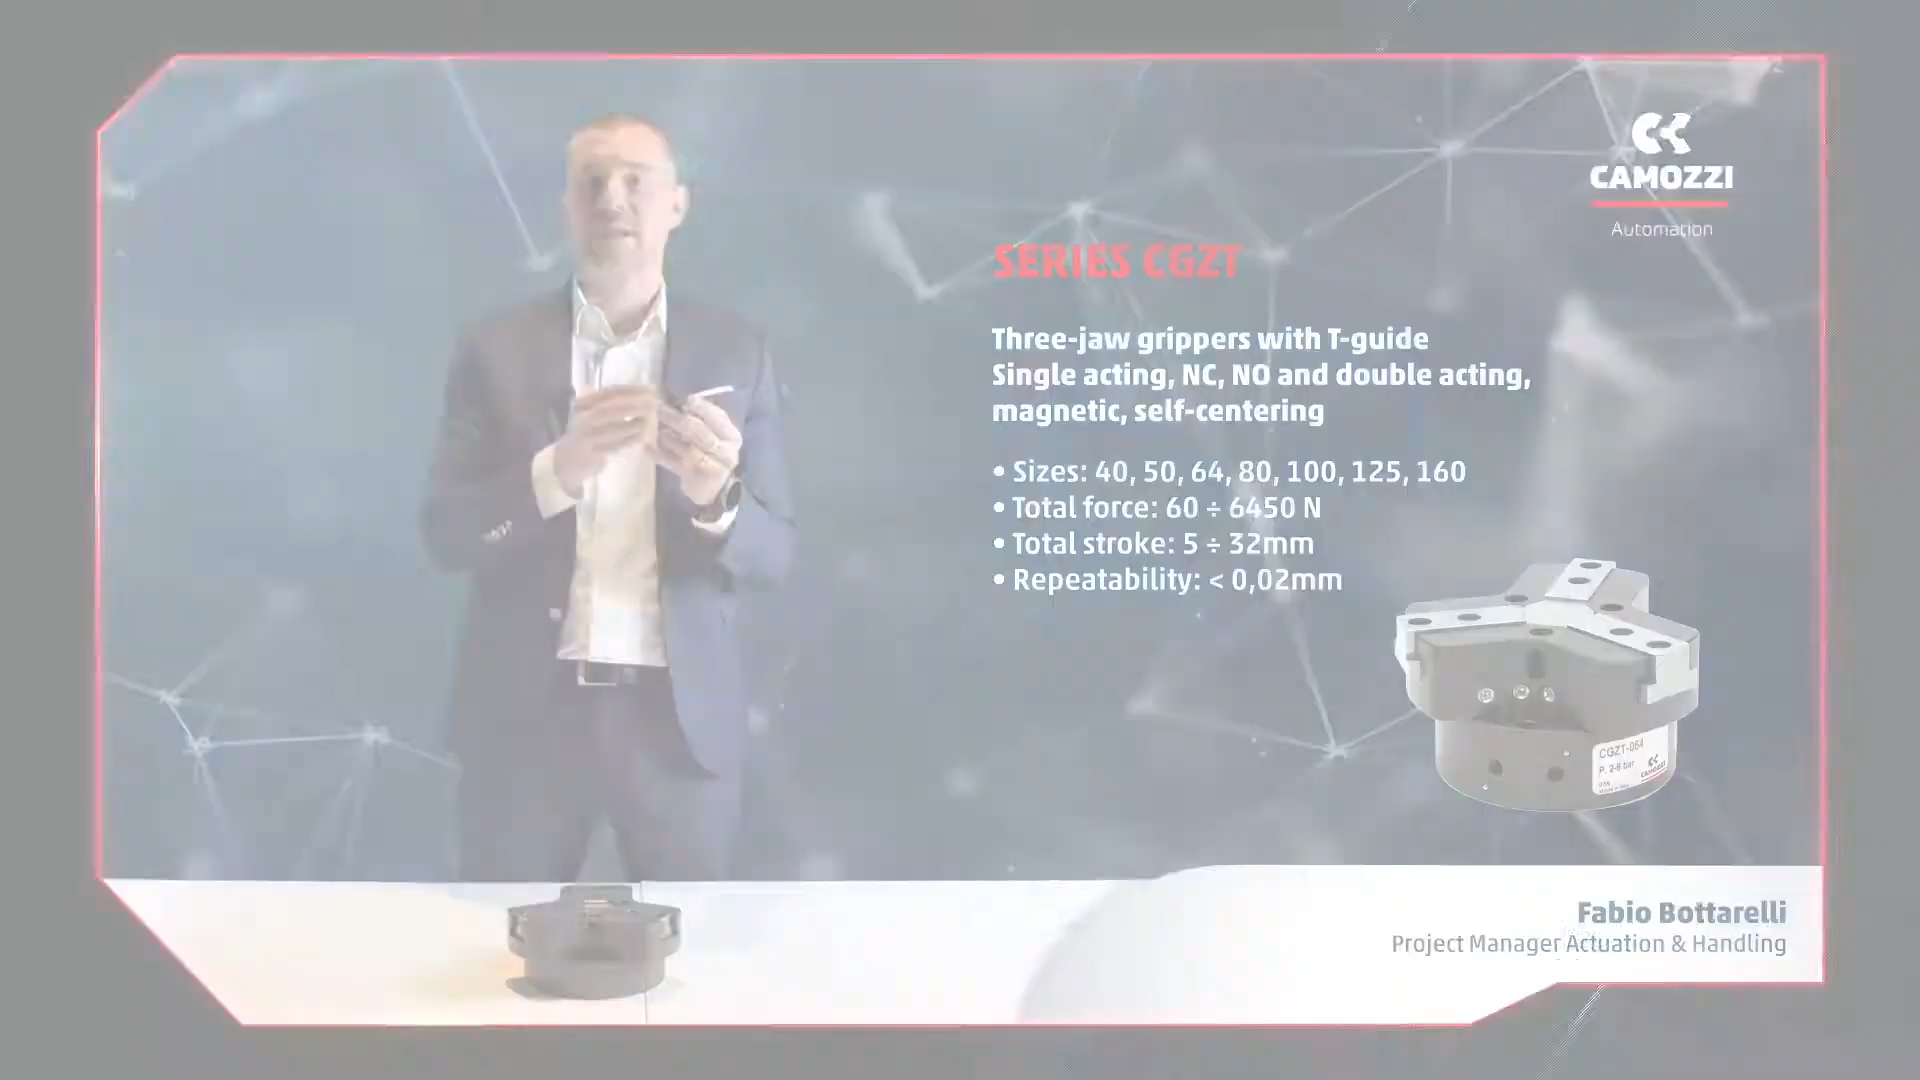 CAMOZZI
Automation
SERIES CGZT
Three-jaw grippers with T-guide
Single acting, NC, NO and double acting,
magnetic, self-centering
• Sizes: 40, 50, 64, 80, 100, 125, 160
• Total force: 60 ÷ 6450 N
• Total stroke: 5 ÷ 32mm
• Repeatability: < 0,02mm
CGZT-064
P. 2-8 bar
CAMOZZI
Fabio Bottarelli
Project Manager Actuation & Handling